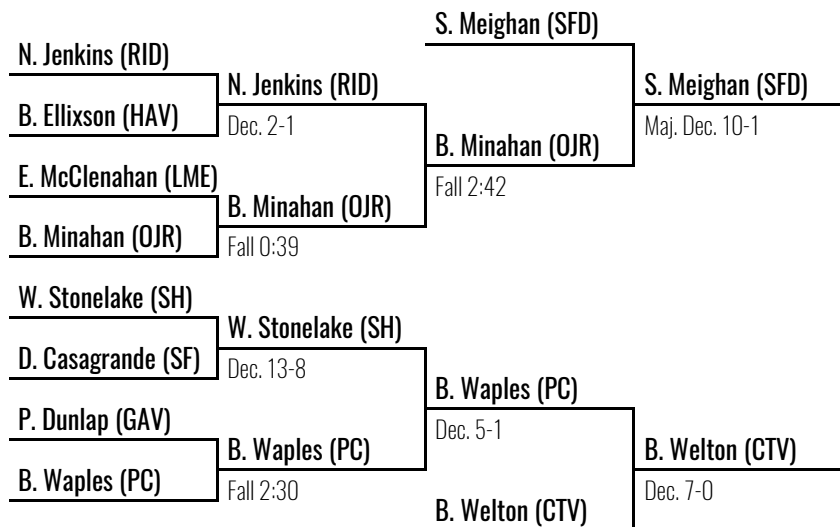 S. Meighan (SFD)
N. Jenkins (RID)
N. Jenkins (RID)
S. Meighan (SFD)
B. Ellixson (HAV)
Dec. 2-1
Maj. Dec. 10-1
B. Minahan (OJR)
E. McClenahan (LME)
Fall 2:42
B. Minahan (OJR)
B. Minahan (OJR)
Fall 0:39
W. Stonelake (SH)
W. Stonelake (SH)
D. Casagrande (SF)
Dec. 13-8
B. Waples (PC)
P. Dunlap (GAV)
Dec. 5-1
B. Waples (PC)
B. Welton (CTV)
B. Waples (PC)
Fall 2:30
Dec. 7-0
B. Welton (CTV)